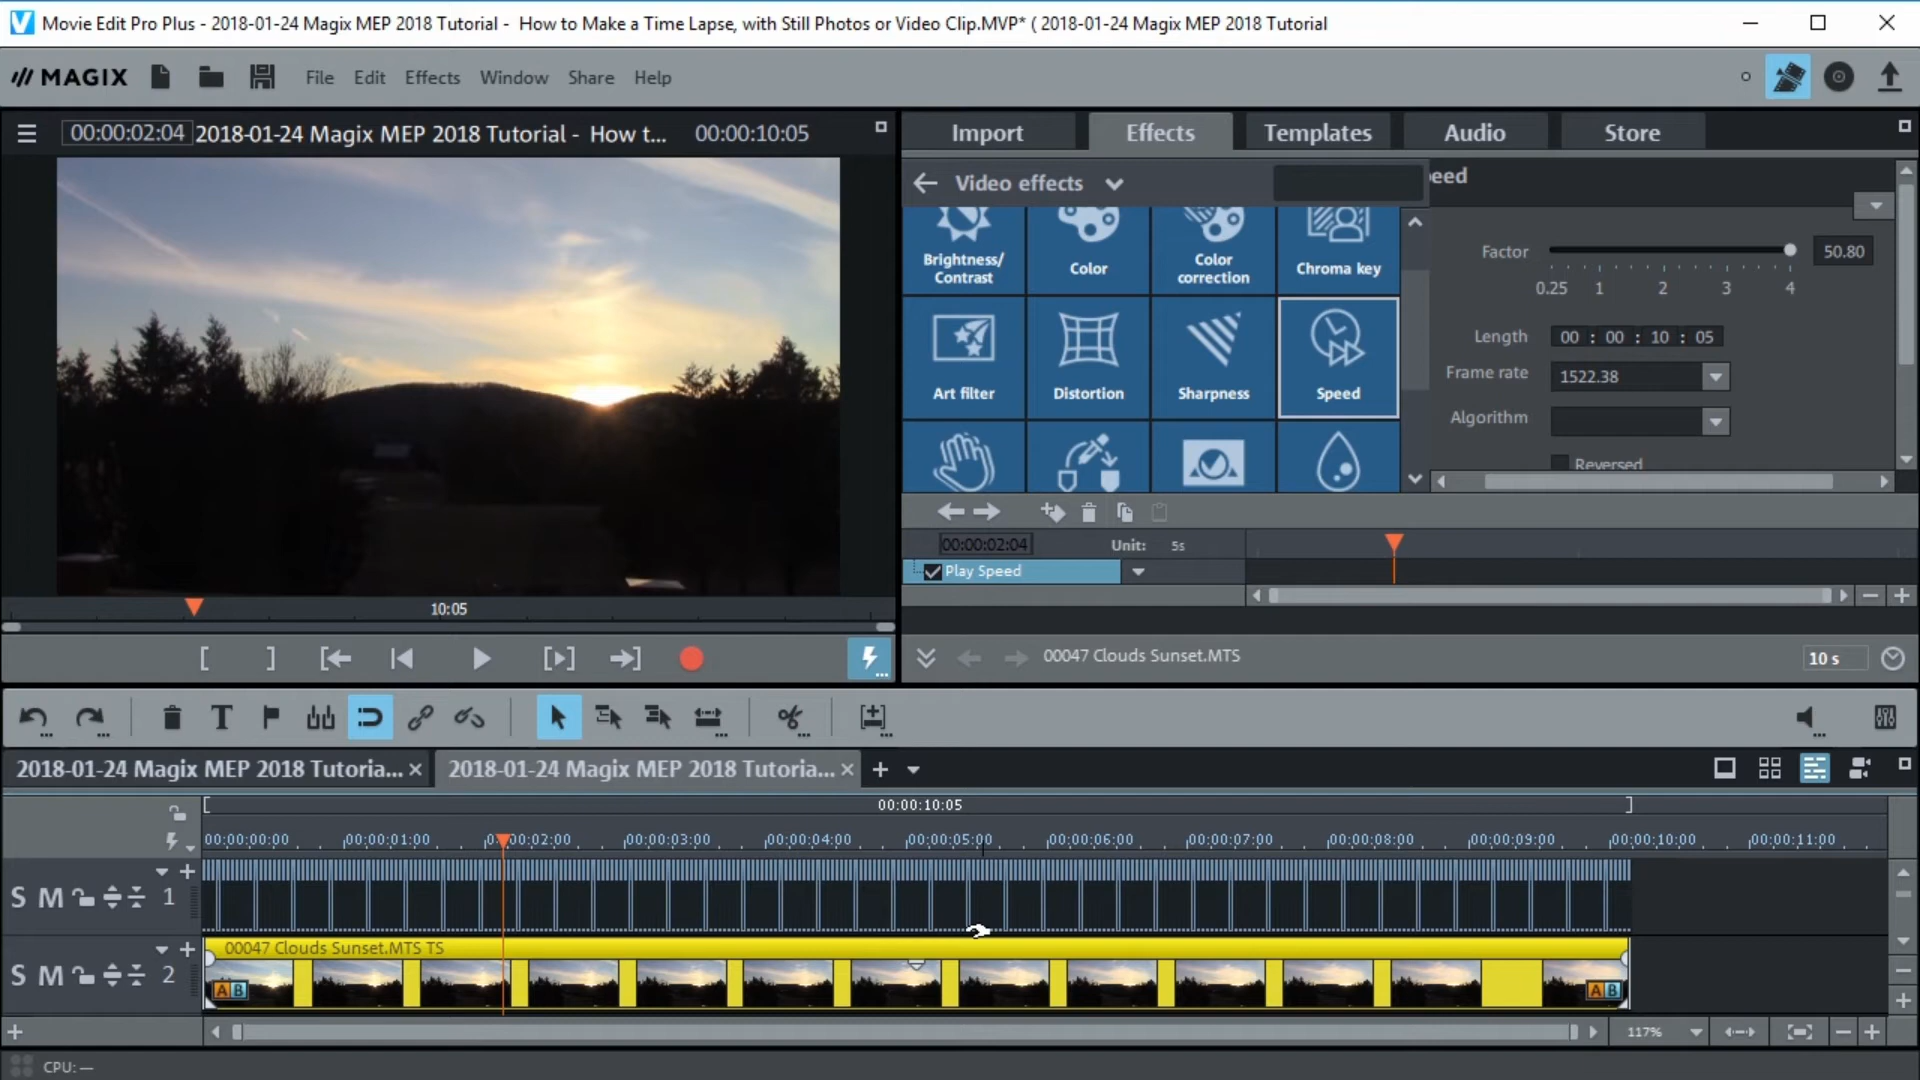 Movie Edit Pro Plus - 2018-01-24 Magix MEP 2018 Tutorial -  How to Make a Time Lapse, with Still Photos or Video Clip.MVP* ( 2018-01-24 Magix MEP 2018 Tutorial
MAGIX File Edit Effects Window Share Help
00:00:02:04 2018-01-24 Magix MEP 2018 Tutorial -  How t... 00:00:10:05
Import Effects Templates Audio Store
Video effects
eed
Brightness/
Contrast
Color
Color
correction
Chroma key
Factor 50.80
0.25 1 2 3 4
Art filter Distortion Sharpness Speed
Length 00 : 00 : 10 : 05
Frame rate 1522.38
Algorithm
Reversed
00:00:02:04 Unit: 5s
Play Speed
10:05
00047 Clouds Sunset.MTS 10 s
T
2018-01-24 Magix MEP 2018 Tutoria... 2018-01-24 Magix MEP 2018 Tutoria...
00:00:10:05
00:00:00:00 00:00:01:00 00:00:02:00 00:00:03:00 00:00:04:00 00:00:05:00 00:00:06:00 00:00:07:00 00:00:08:00 00:00:09:00 00:00:10:00 00:00:11:00
S M 1
00047 Clouds Sunset.MTS TS
S M 2
A B A B
117%
CPU: —